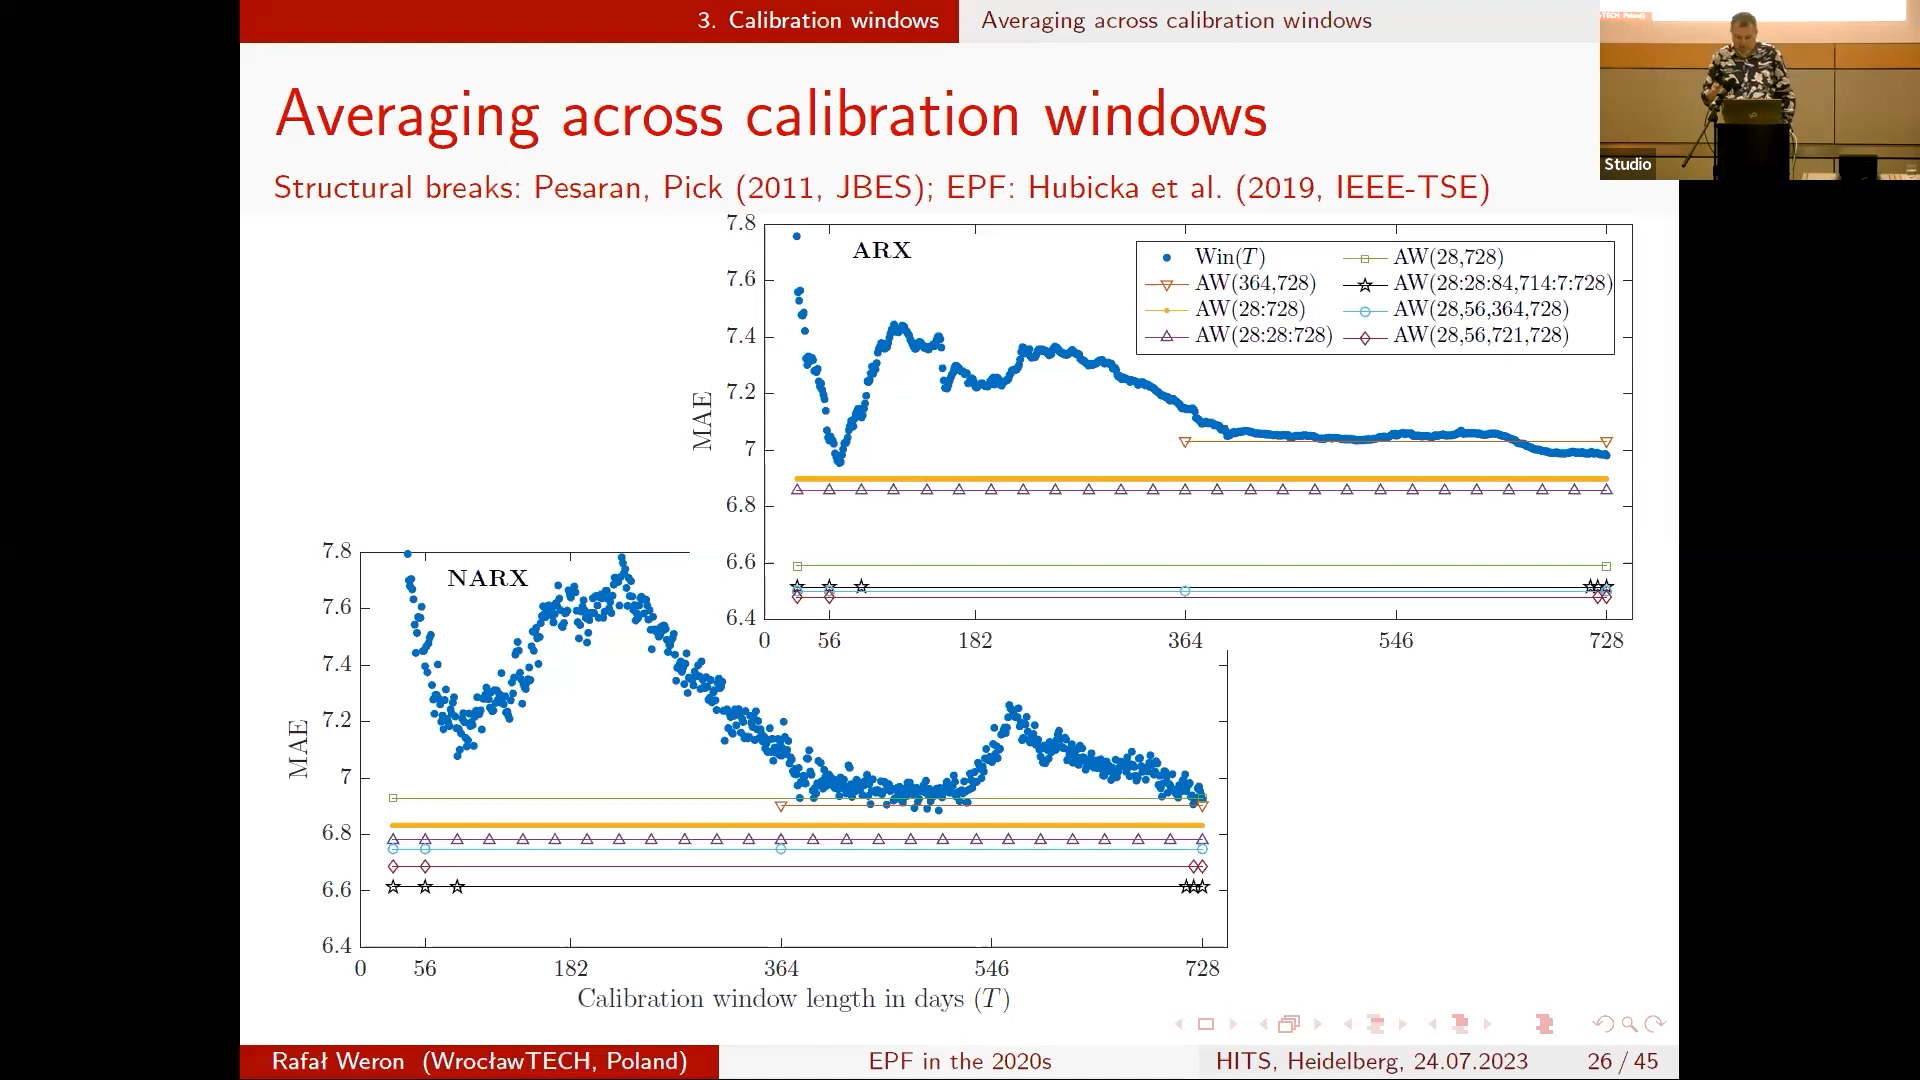 3. Calibration windows Averaging across calibration windows
Averaging across calibration windows
Structural breaks: Pesaran, Pick (2011, JBES); EPF: Hubicka et al. (2019, IEEE-TSE)
Studio
ARX
Win(T)
AW(364,728)
AW(28:728)
AW(28:28:728)
AW(28,728)
AW(28:28:84,714:7:728)
AW(28,56,364,728)
AW(28,56,721,728)
MAE
7.8
7.6
7.4
7.2
7
6.8
6.6
6.4
0 56 182 364 546 728
NARX
MAE
7.8
7.6
7.4
7.2
7
6.8
6.6
6.4
0 56 182 364 546 728
Calibration window length in days (T)
Rafał Weron (WrocławTECH, Poland) EPF in the 2020s HITS, Heidelberg, 24.07.2023 26 / 45